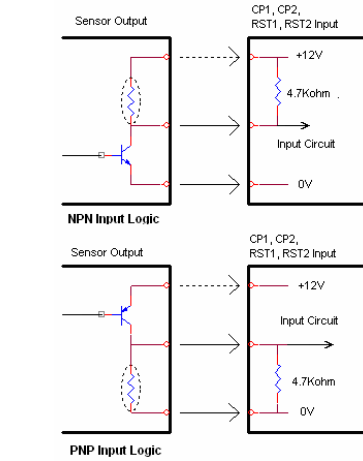 Sensor Output
CP1, CP2,
RST1, RST2 Input
+12V
4.7Kohm
Input Circuit
0V
NPN Input Logic
Sensor Output
CP1, CP2,
RST1, RST2 Input
+12V
Input Circuit
4.7Kohm
0V
PNP Input Logic